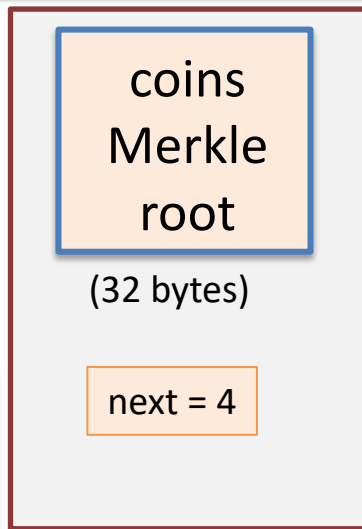 coins
Merkle
root
(32 bytes)
next = 4